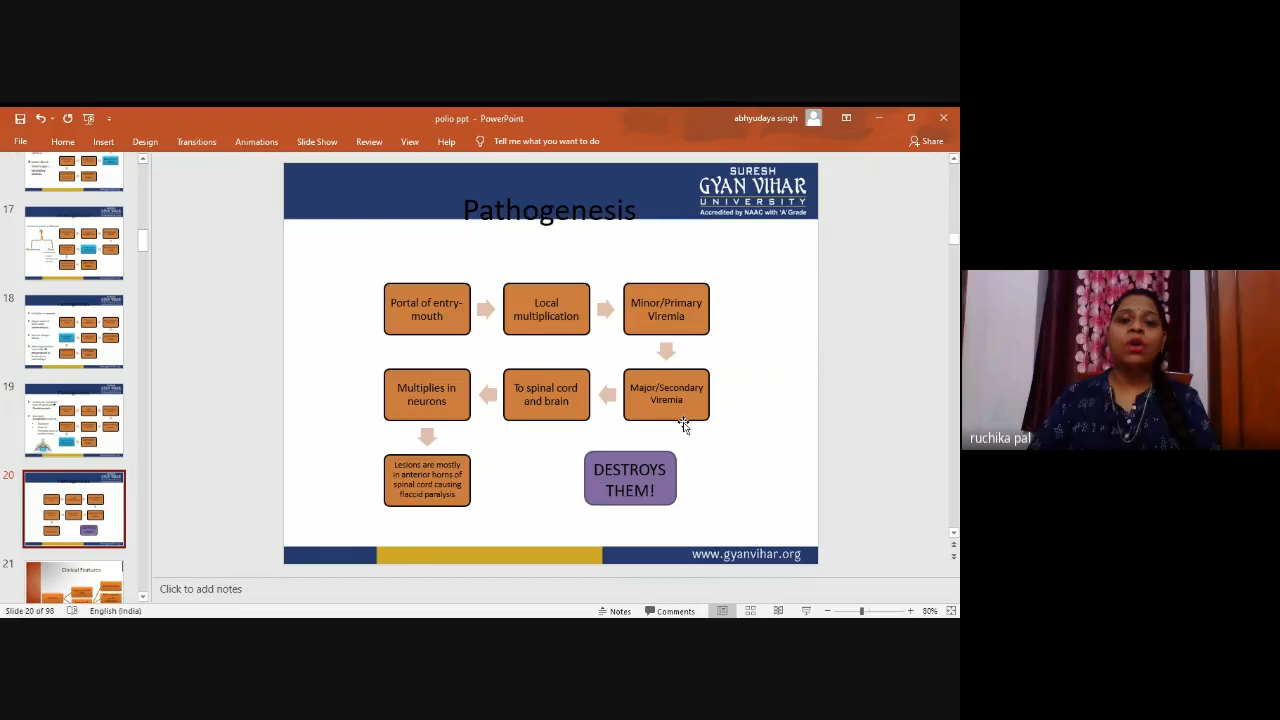 polio ppt - PowerPoint
abhyudaya singh
File Home Insert Design Transitions Animations Slide Show Review View Help Tell me what you want to do Share
17
18
19
20
21
Clinical Features
SURESH
GYAN VIHAR
UNIVERSITY
Accredited by NAAC with 'A' Grade
Pathogenesis
Portal of entry-
mouth
Local
multiplication
Minor/Primary
Viremia
Major/Secondary
Viremia
To spinal cord
and brain
Multiplies in
neurons
Lesions are mostly
in anterior horns of
spinal cord causing
flaccid paralysis
DESTROYS
THEM!
www.gyanvihar.org
Click to add notes
Slide 20 of 98 English (India) Notes Comments 80%
ruchika pal